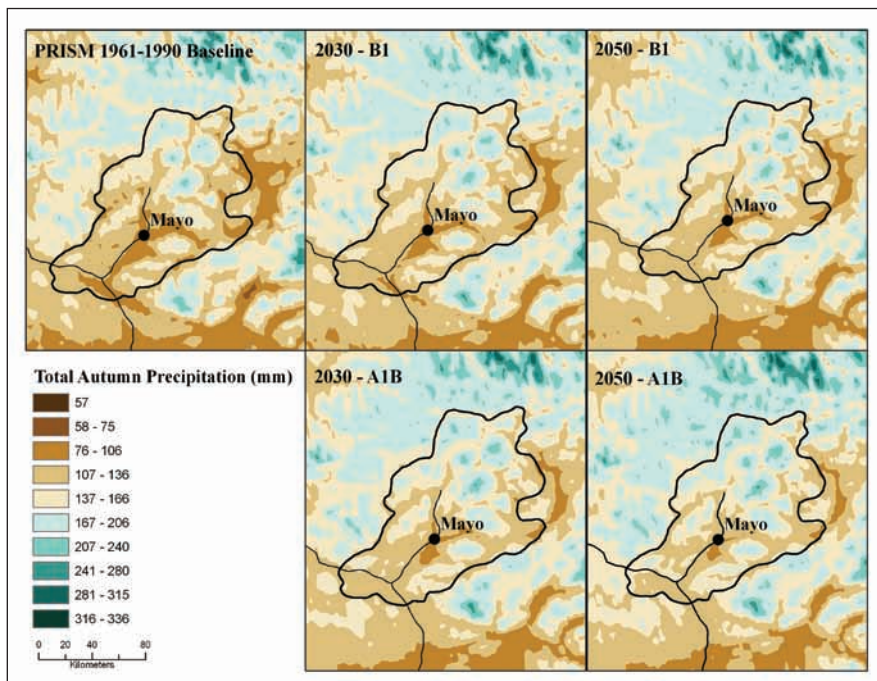 PRISM 1961-1990 Baseline
2030 - B1
2050 - B1
Mayo
Mayo
Mayo
Total Autumn Precipitation (mm)
57
58 - 75
76 - 106
107 - 136
137 - 166
167 - 206
207 - 240
241 - 280
281 - 315
316 - 336
0 20 40 80
Kilometers
2030 - A1B
2050 - A1B
Mayo
Mayo